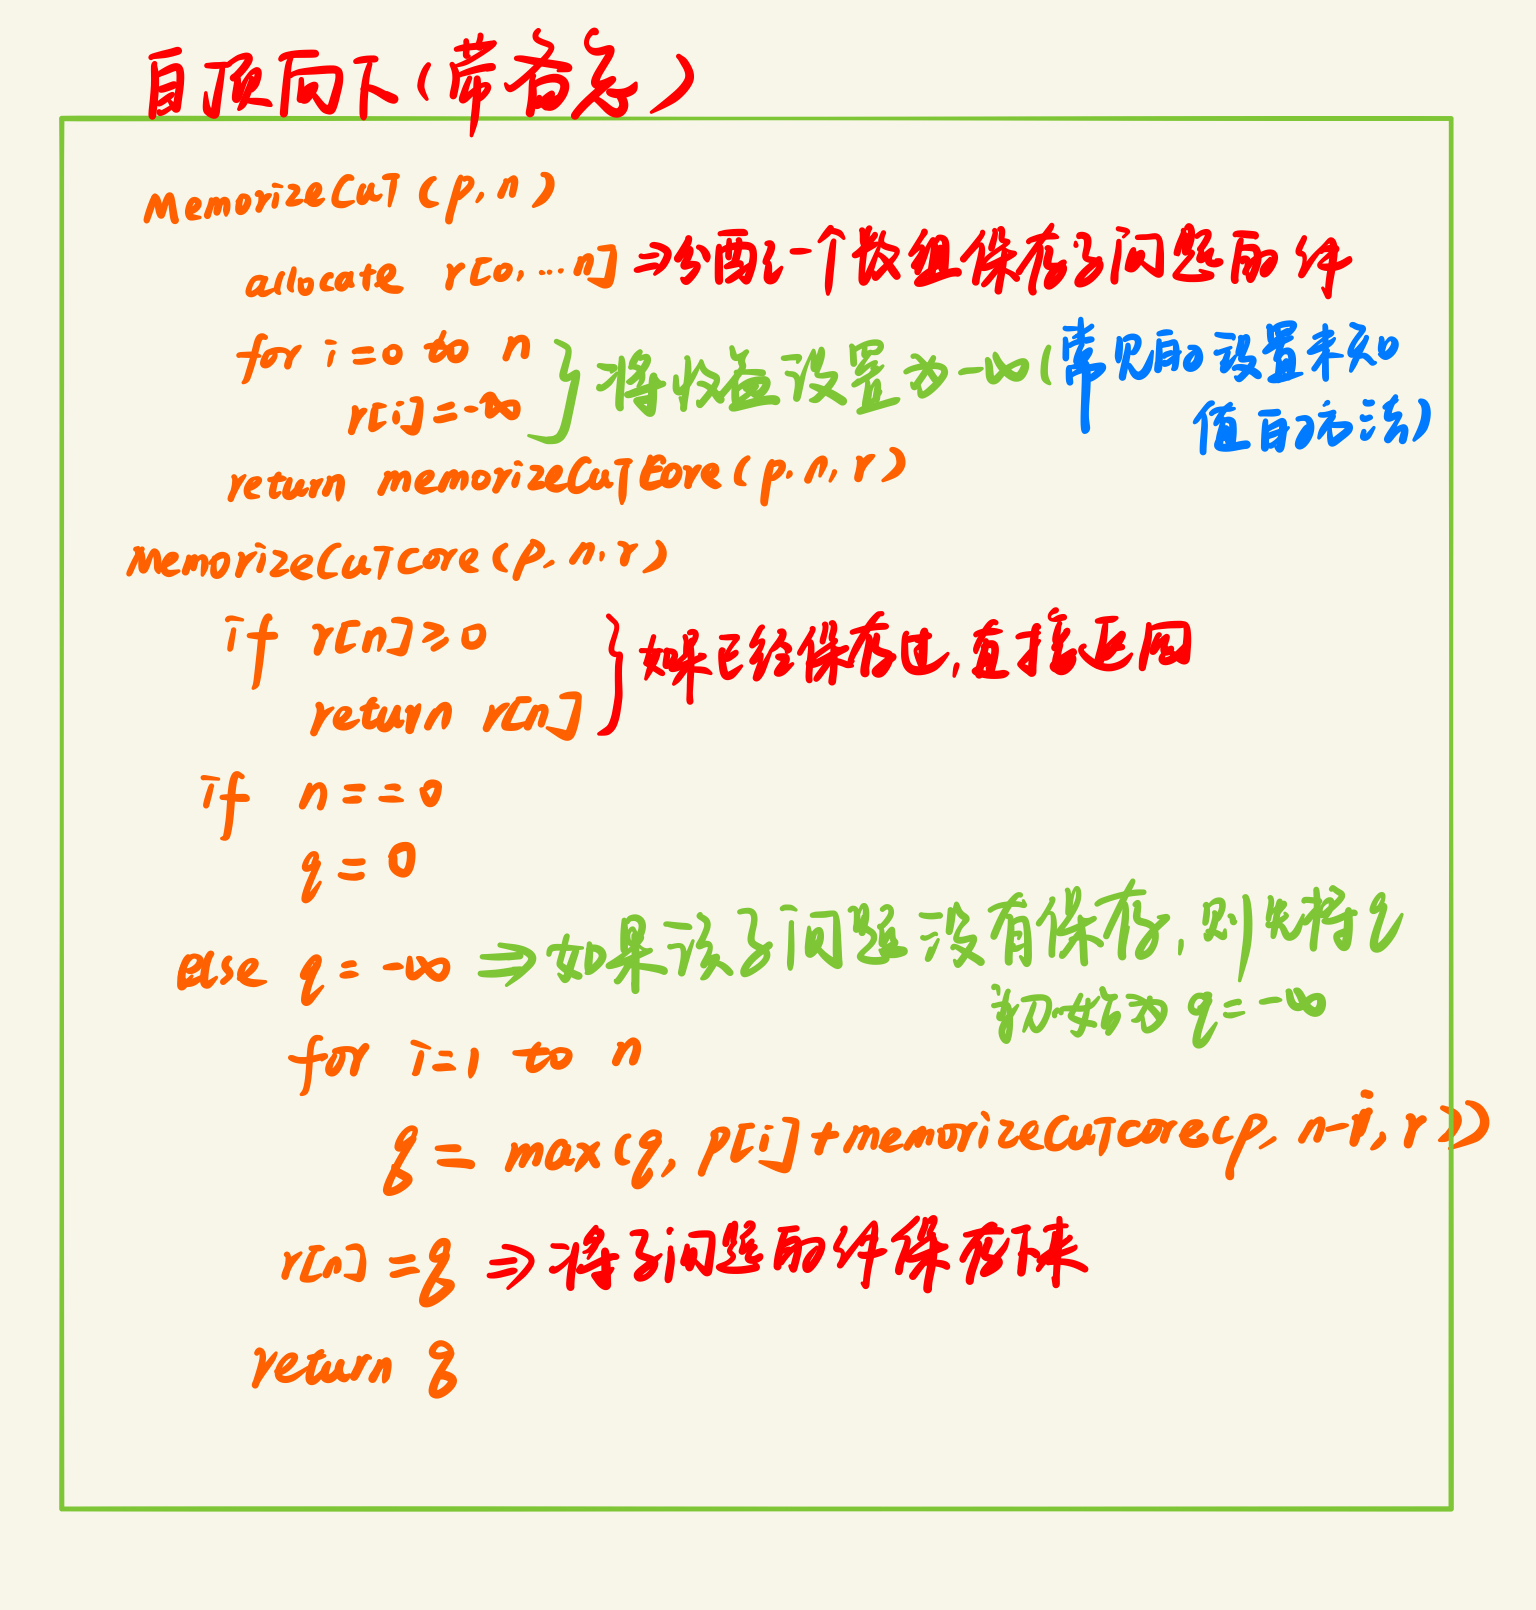 自顶向下(带备忘)
MemorizeCuT(p,n)
allocate r[0,...n] ⇒分配了一个数组保存子问题的解
for i=0 to n
r[i]=-∞ } 将收益设置为-∞(常见的设置未知
值的方法)
return memorizeCuTCore(p,n,r)
MemorizeCuTcore(p,n,r)
if r[n]≥0
return r[n] } 如果已经保存过,直接返回
if n==0
q=0
else q=-∞ ⇒如果该子问题没有保存,则先将q
初始为q=-∞
for i=1 to n
q=max(q, p[i]+memorizeCuTcore(p, n-i, r))
r[n]=q ⇒将子问题的解保存下来
return q